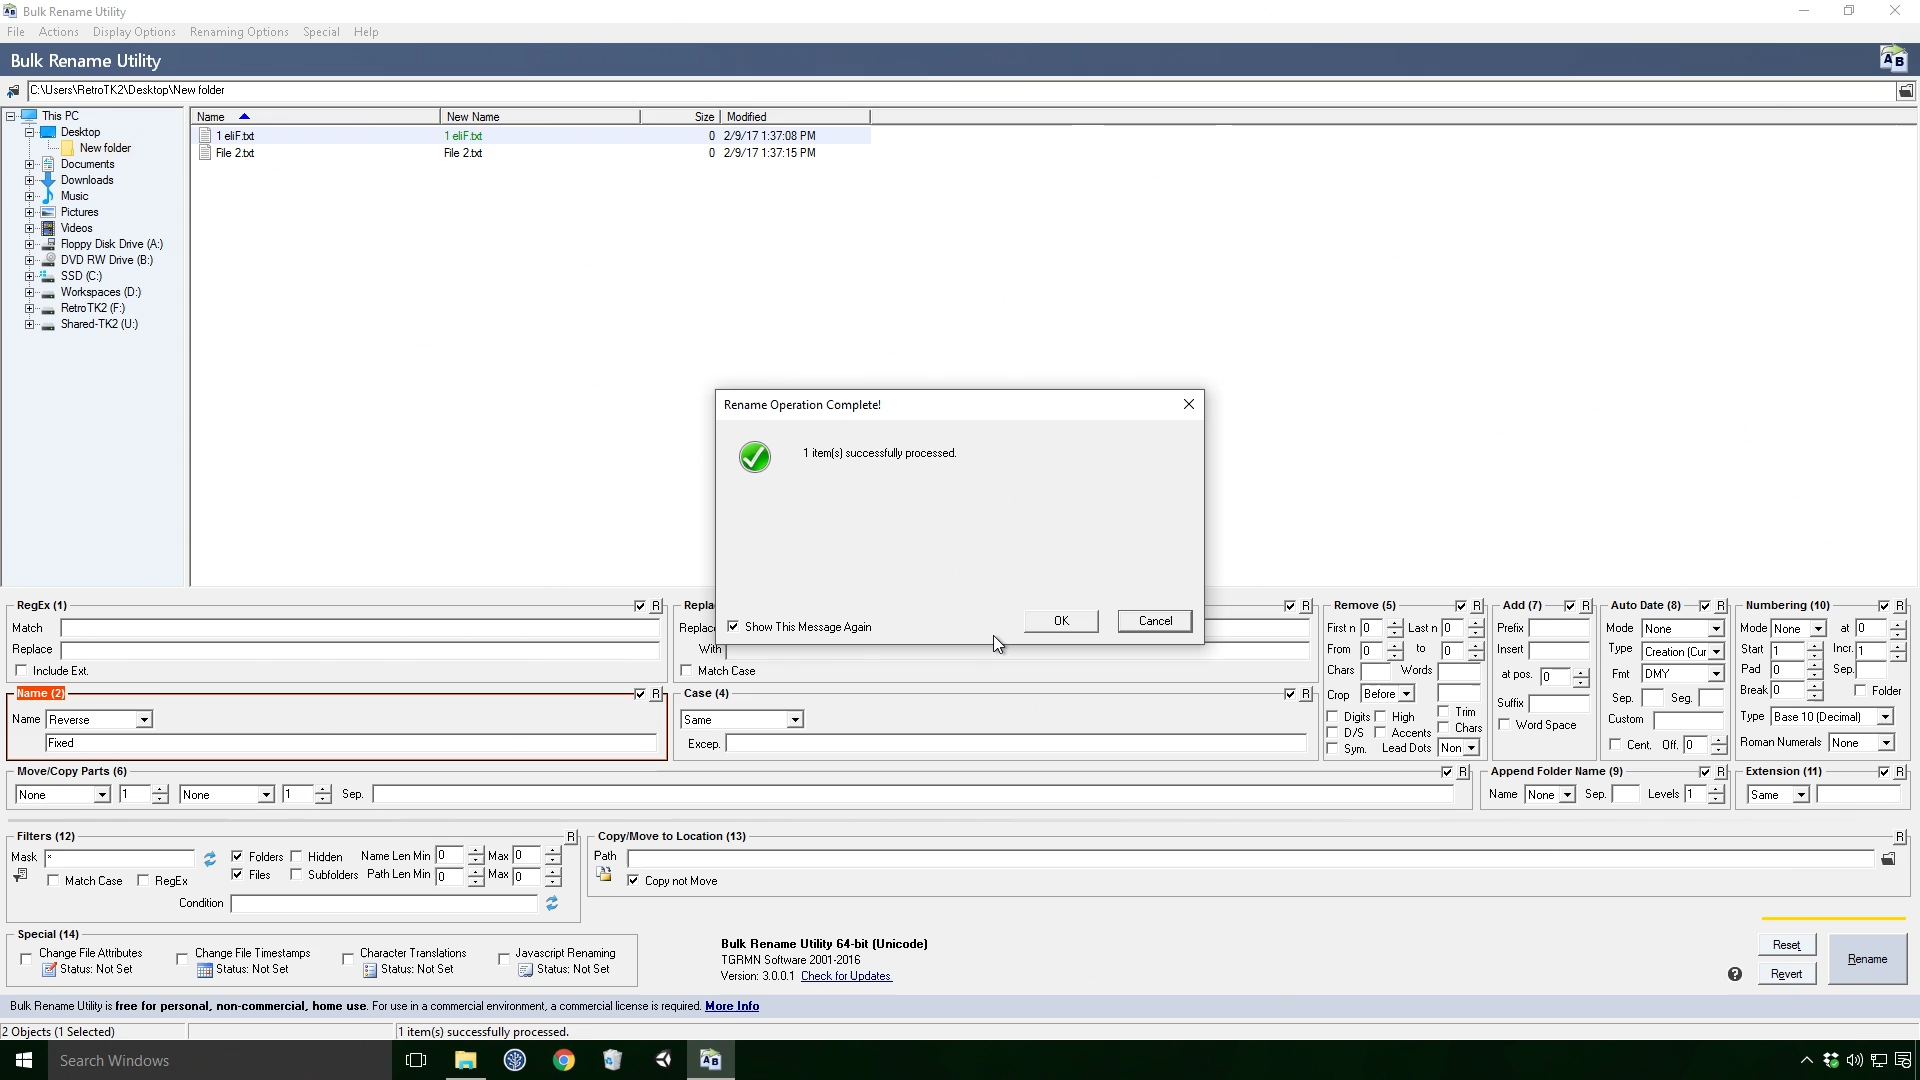 Bulk Rename Utility
File Actions Display Options Renaming Options Special Help
Bulk Rename Utility
C:\Users\RetroTK2\Desktop\New folder
This PC
Desktop
New folder
Documents
Downloads
Music
Pictures
Videos
Floppy Disk Drive (A:)
DVD RW Drive (B:)
SSD (C:)
Workspaces (D:)
RetroTK2 (F:)
Shared-TK2 (U:)
Name New Name Size Modified
1 eliF.txt 1 eliF.txt 0 2/9/17 1:37:08 PM
File 2.txt File 2.txt 0 2/9/17 1:37:15 PM
Rename Operation Complete!
1 item(s) successfully processed.
Show This Message Again OK Cancel
RegEx (1) R
Match
Replace
Include Ext.
Repla R
Replac
With
Match Case
Name (2) R
Name Reverse
Fixed
Case (4) R
Same
Excep.
Remove (5) R
First n 0 Last n 0
From 0 to 0
Chars Words
Crop Before
Digits High Trim
D/S Accents Chars
Sym. Lead Dots Non
Add (7) R
Prefix
Insert
at pos. 0
Suffix
Word Space
Auto Date (8) R
Mode None
Type Creation (Cur
Fmt DMY
Sep. Seg.
Custom
Cent. Off. 0
Numbering (10) R
Mode None at 0
Start 1 Incr. 1
Pad 0 Sep.
Break 0 Folder
Type Base 10 (Decimal)
Roman Numerals None
Move/Copy Parts (6) R
None 1 None 1 Sep.
Append Folder Name (9) R
Name None Sep. Levels 1
Extension (11) R
Same
Filters (12) R
Mask * Folders Hidden Name Len Min 0 Max 0
Match Case RegEx Files Subfolders Path Len Min 0 Max 0
Condition
Copy/Move to Location (13) R
Path
Copy not Move
Special (14)
Change File Attributes Change File Timestamps Character Translations Javascript Renaming
Status: Not Set Status: Not Set Status: Not Set Status: Not Set
Bulk Rename Utility 64-bit (Unicode)
TGRMN Software 2001-2016
Version: 3.0.0.1 Check for Updates
Reset
Revert
Rename
Bulk Rename Utility is free for personal, non-commercial, home use. For use in a commercial environment, a commercial license is required. More Info
2 Objects (1 Selected) 1 item(s) successfully processed.
Search Windows